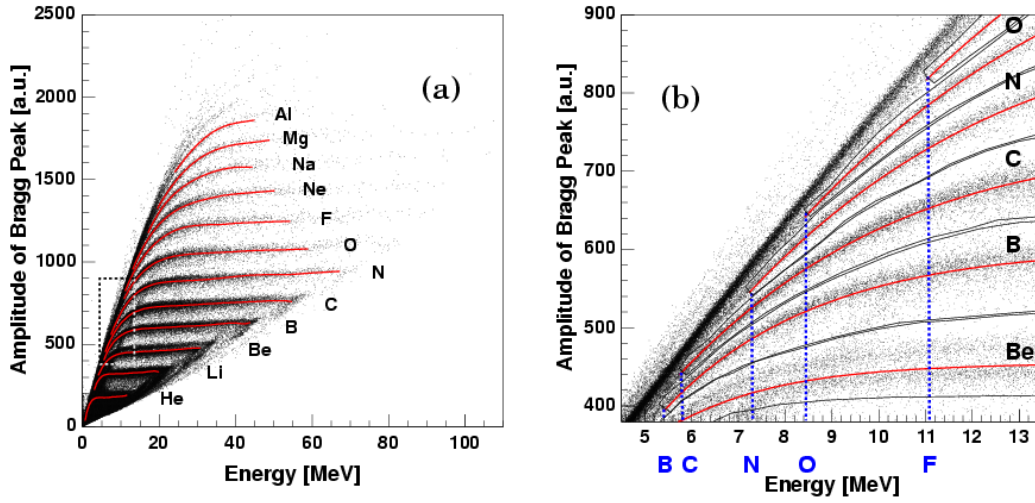 Amplitude of Bragg Peak [a.u.]
2500
2000
1500
1000
500
0
(a)
Al
Mg
Na
Ne
F
O
N
C
B
Be
Li
He
0 20 40 60 80 100
Energy [MeV]
Amplitude of Bragg Peak [a.u.]
900
800
700
600
500
400
(b)
O
N
C
B
Be
5 6 7 8 9 10 11 12 13
B C N O F
Energy [MeV]